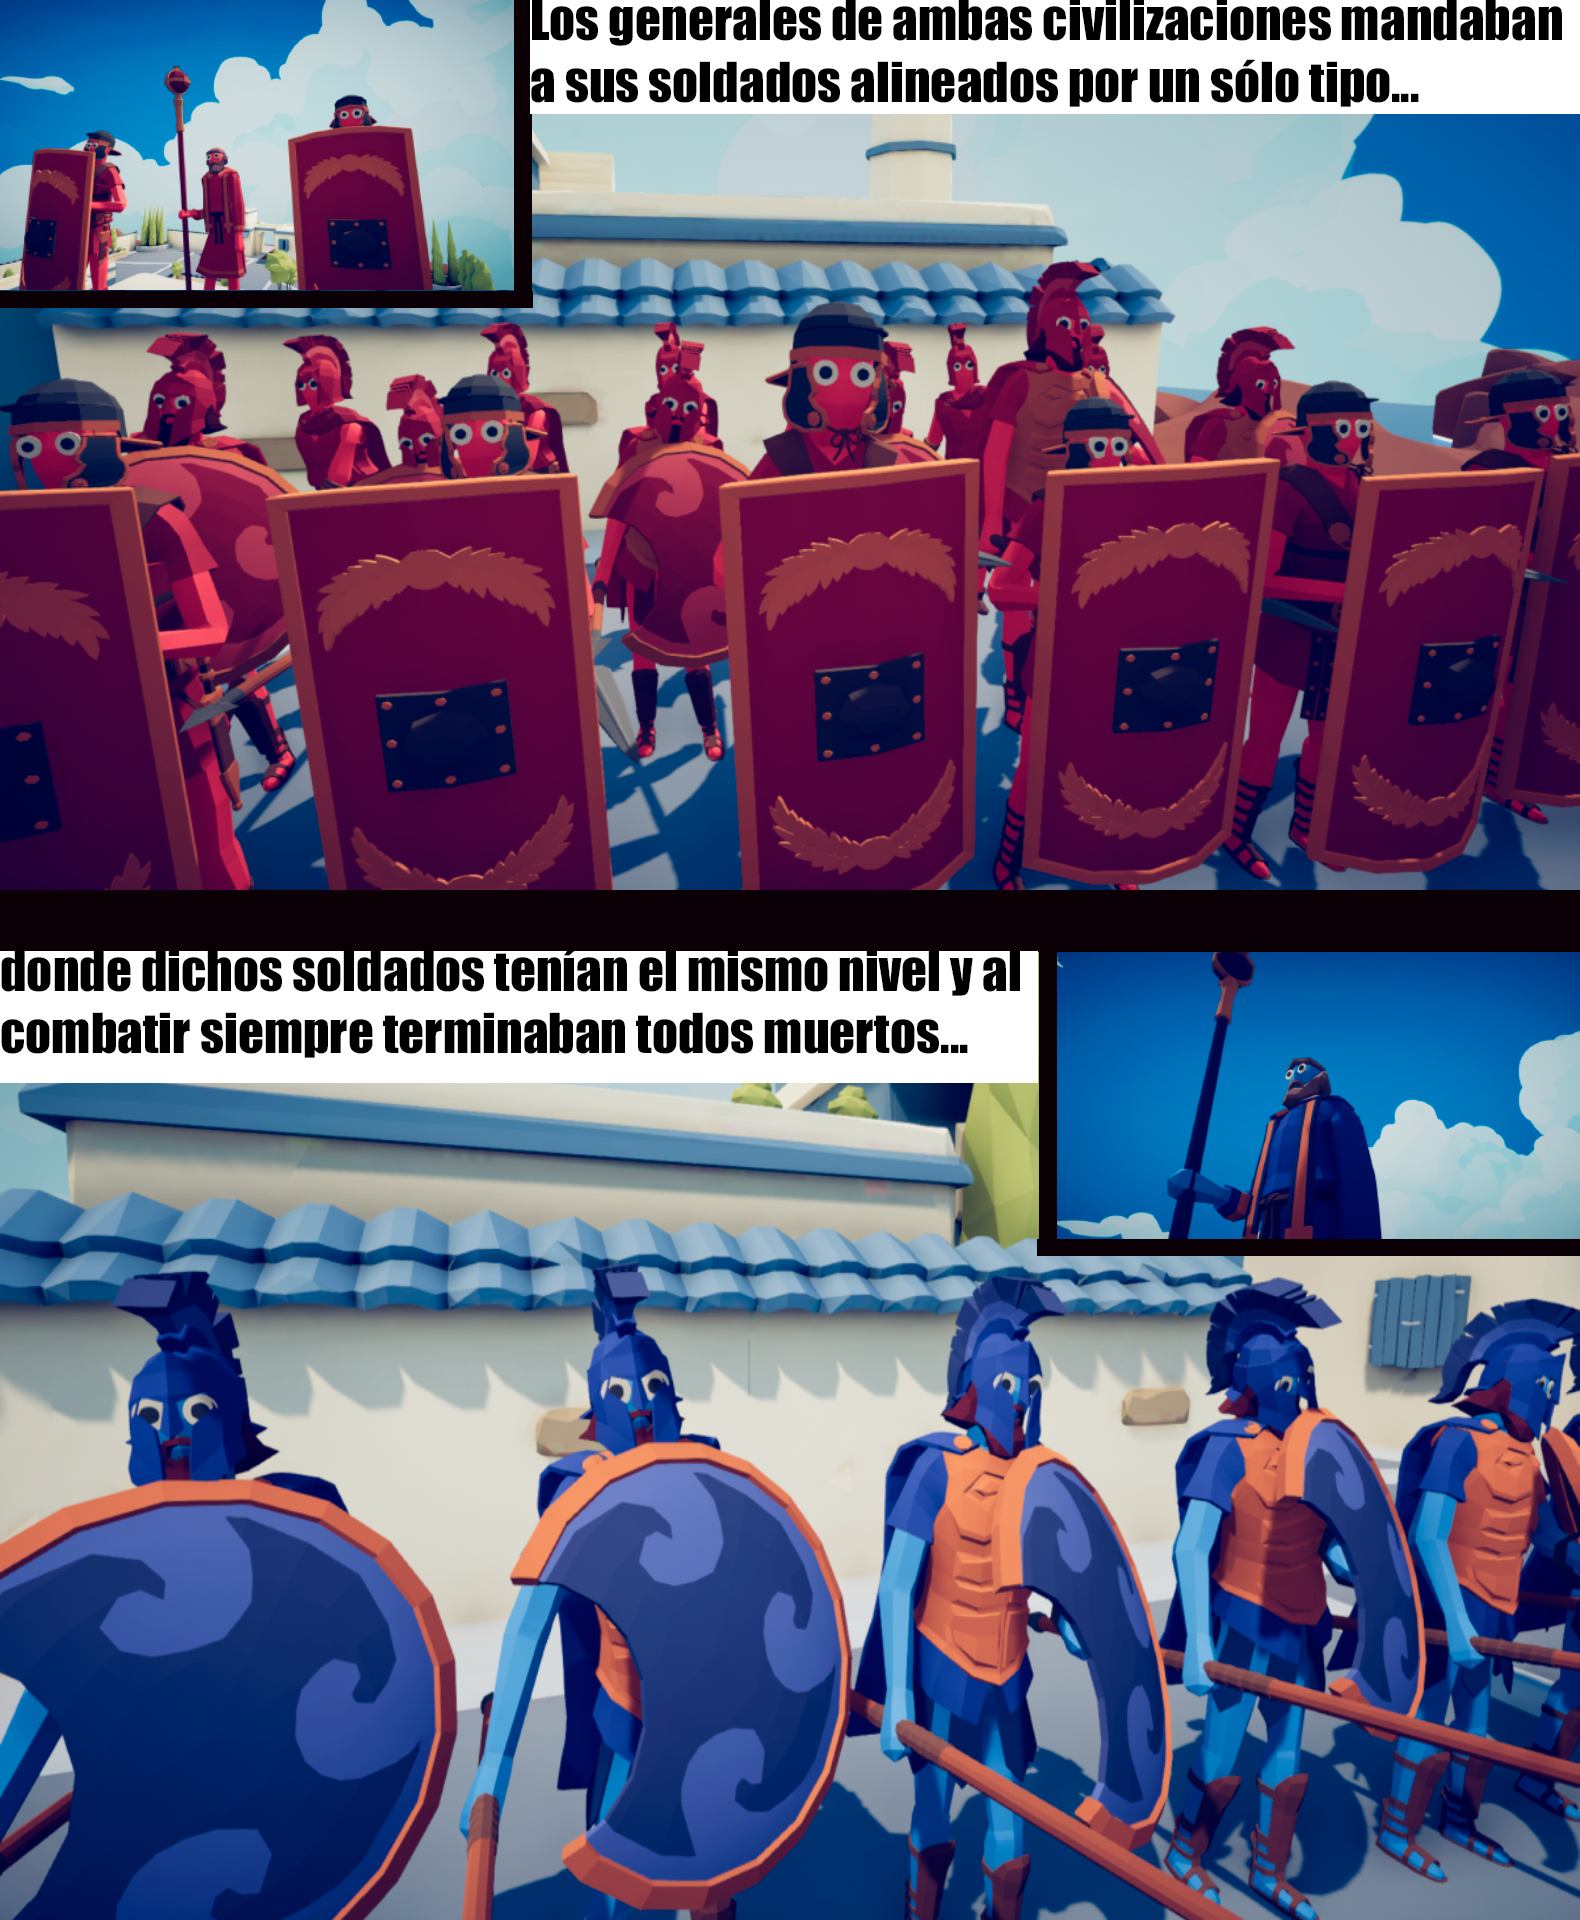 Los generales de ambas civilizaciones mandaban
a sus soldados alineados por un sólo tipo...
donde dichos soldados tenían el mismo nivel y al
combatir siempre terminaban todos muertos...